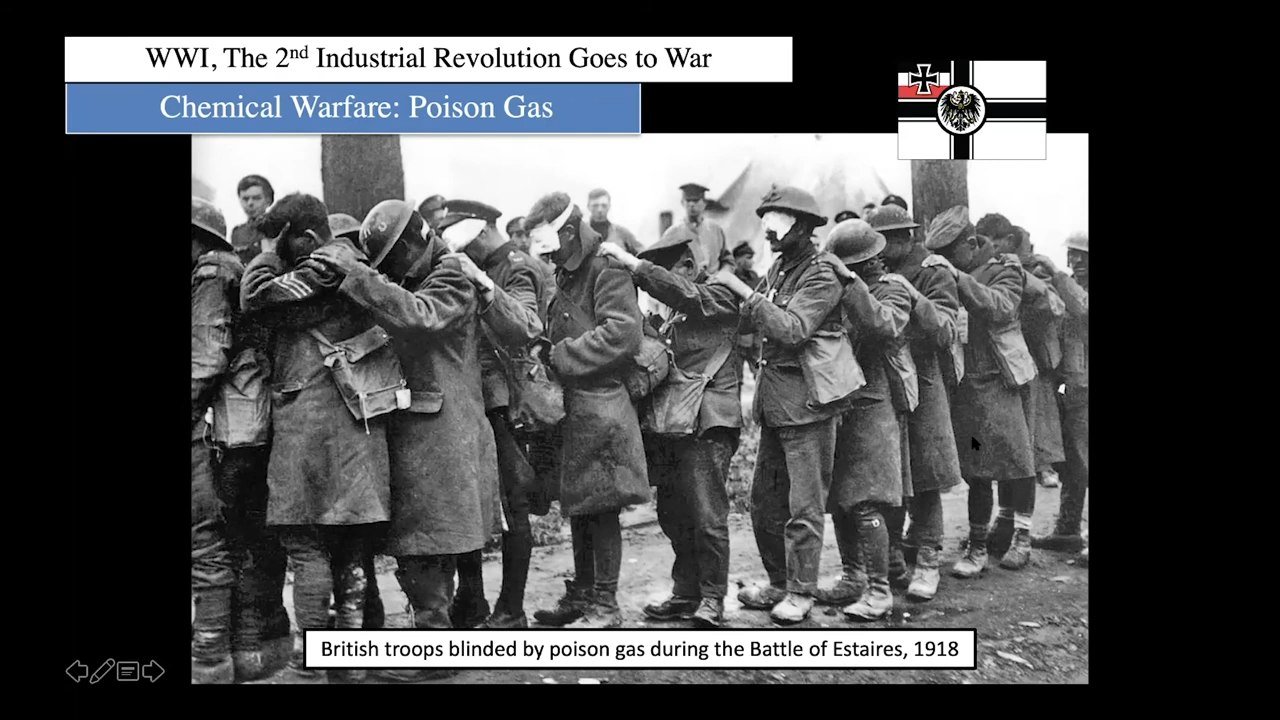 WWI, The 2nd Industrial Revolution Goes to War
Chemical Warfare: Poison Gas
British troops blinded by poison gas during the Battle of Estaires, 1918